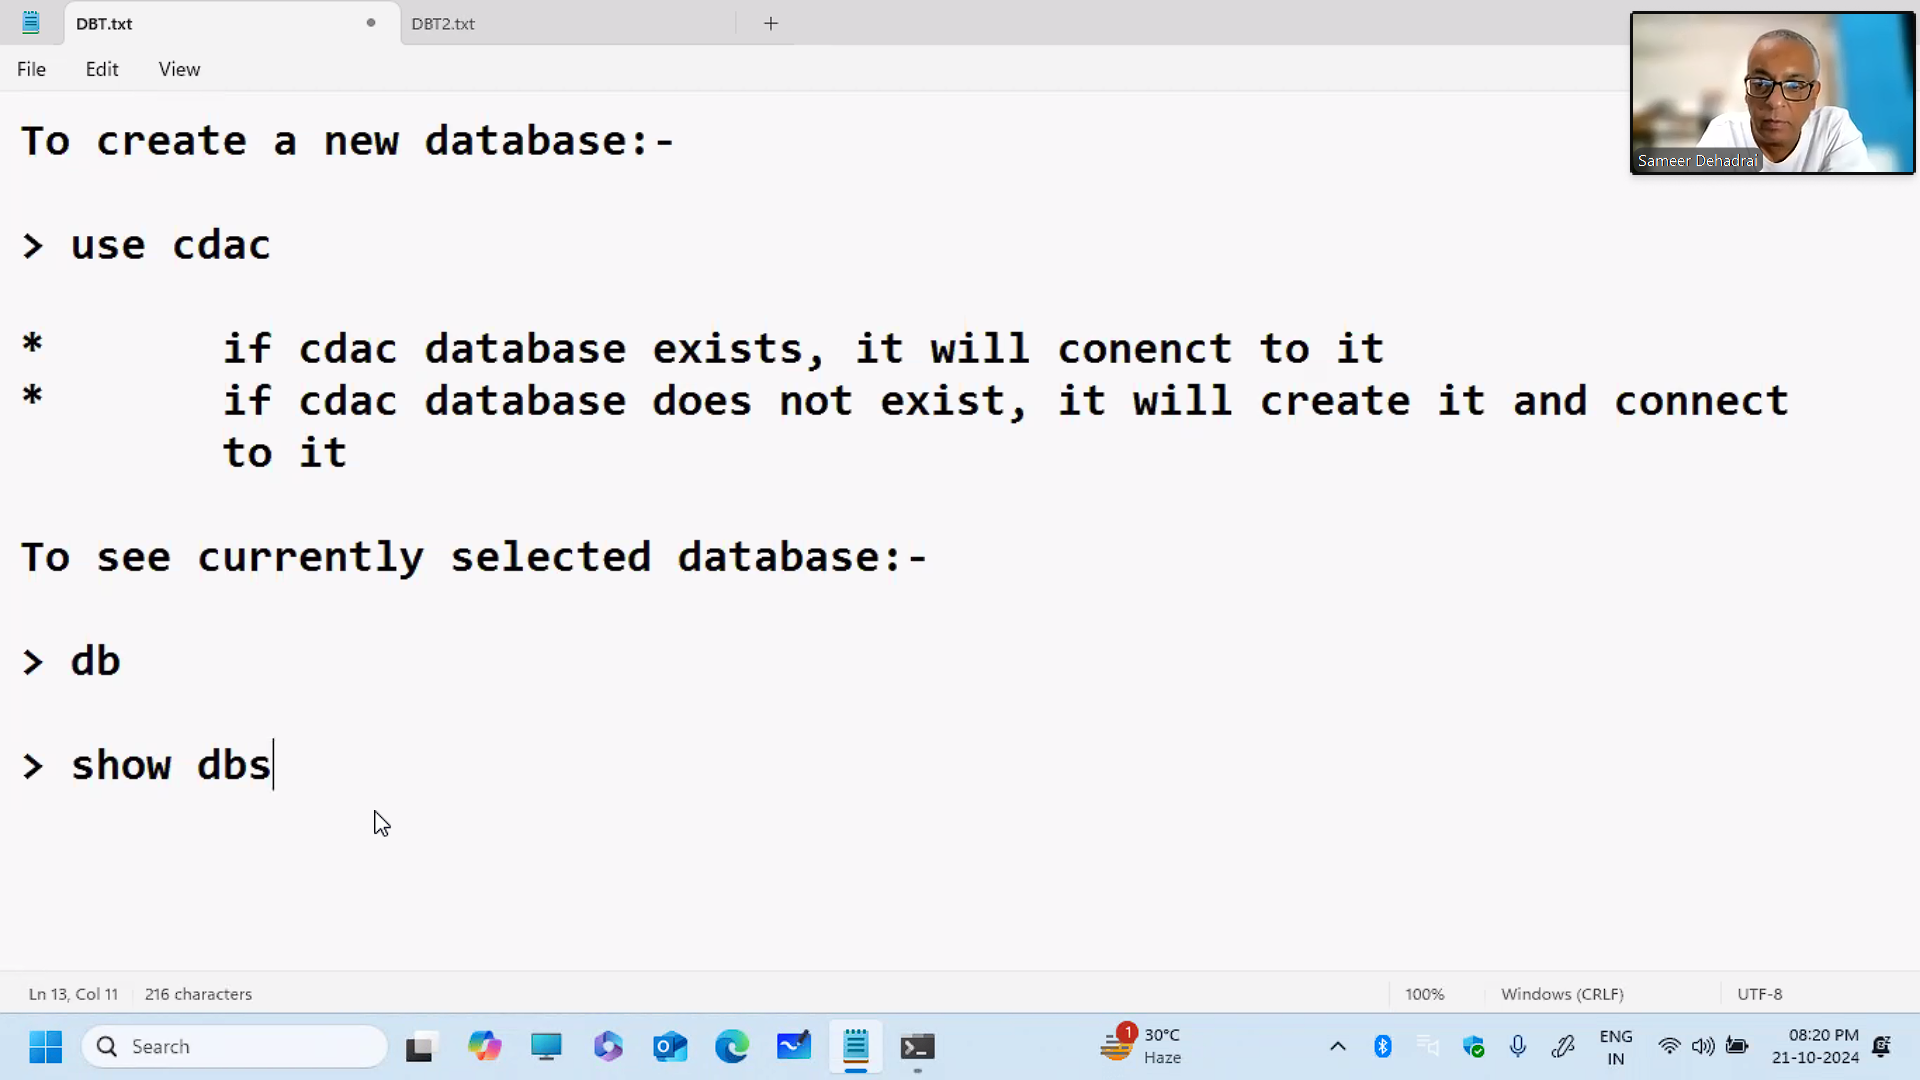 DBT.txt
DBT2.txt
File Edit View
Sameer Dehadrai
To create a new database:-
> use cdac
* if cdac database exists, it will conenct to it
* if cdac database does not exist, it will create it and connect
to it
To see currently selected database:-
> db
> show dbs
Ln 13, Col 11 216 characters 100% Windows (CRLF) UTF-8
Search
1
30°C
Haze
ENG
IN
08:20 PM
21-10-2024